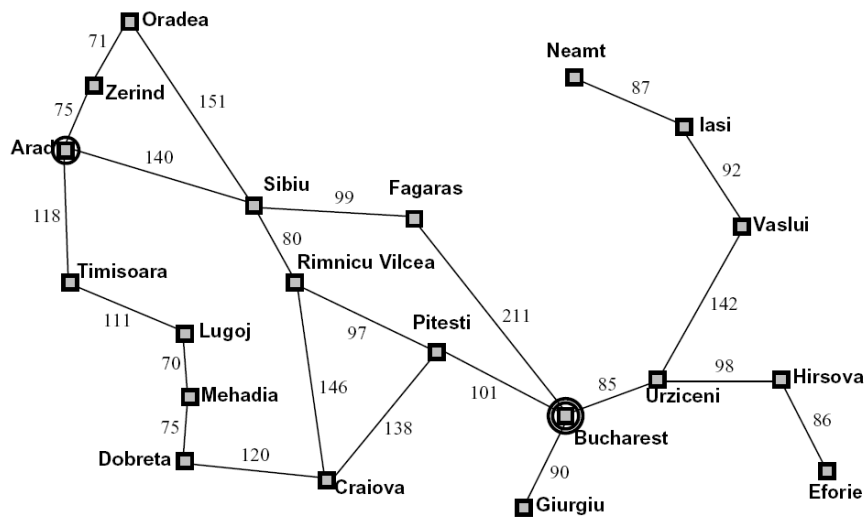 Oradea
71
Neamt
87
Zerind
151
75
Iasi
Arad
140
92
Sibiu
99
Fagaras
118
80
Vaslui
Timisoara
Rimnicu Vilcea
111
142
Lugoj
97
Pitesti
211
70
98
Hirsova
Mehadia
146
101
85
Urziceni
75
138
86
Bucharest
Dobreta
120
90
Craiova
Eforie
Giurgiu